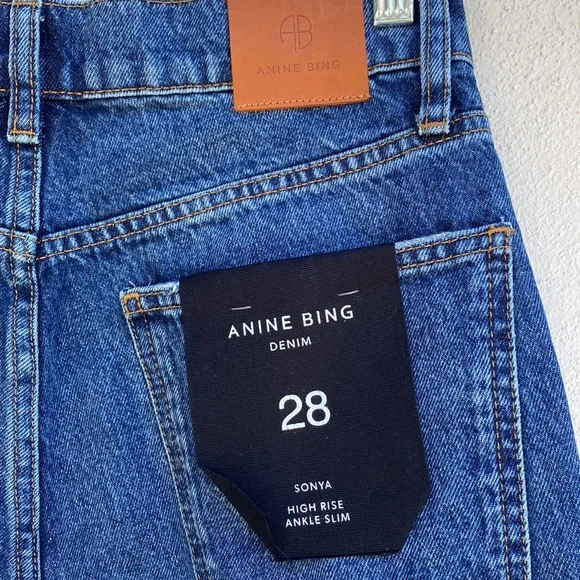 AB
ANINE BING
ANINE BING
DENIM
28
SONYA
HIGH RISE
ANKLE SLIM